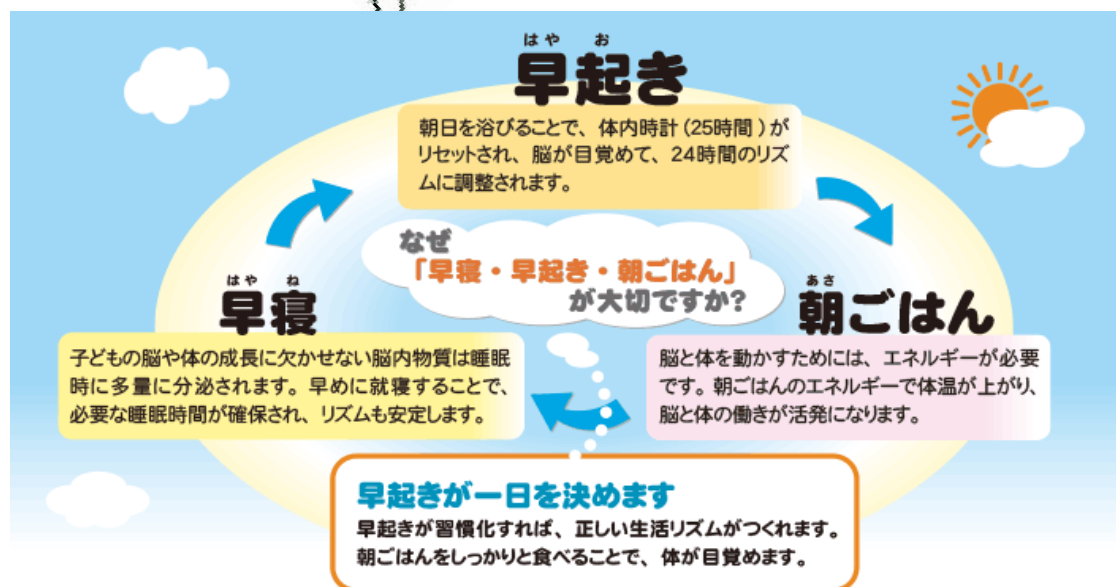 はや お
早起き
朝日を浴びることで、体内時計(25時間)が
リセットされ、脳が目覚めて、24時間のリズ
ムに調整されます。
なぜ
「早寝・早起き・朝ごはん」
が大切ですか?
はや ね
早寝
子どもの脳や体の成長に欠かせない脳内物質は睡眠
時に多量に分泌されます。早めに就寝することで、
必要な睡眠時間が確保され、リズムも安定します。
あさ
朝ごはん
脳と体を動かすためには、エネルギーが必要
です。朝ごはんのエネルギーで体温が上がり、
脳と体の働きが活発になります。
早起きが一日を決めます
早起きが習慣化すれば、正しい生活リズムがつくれます。
朝ごはんをしっかりと食べることで、体が目覚めます。